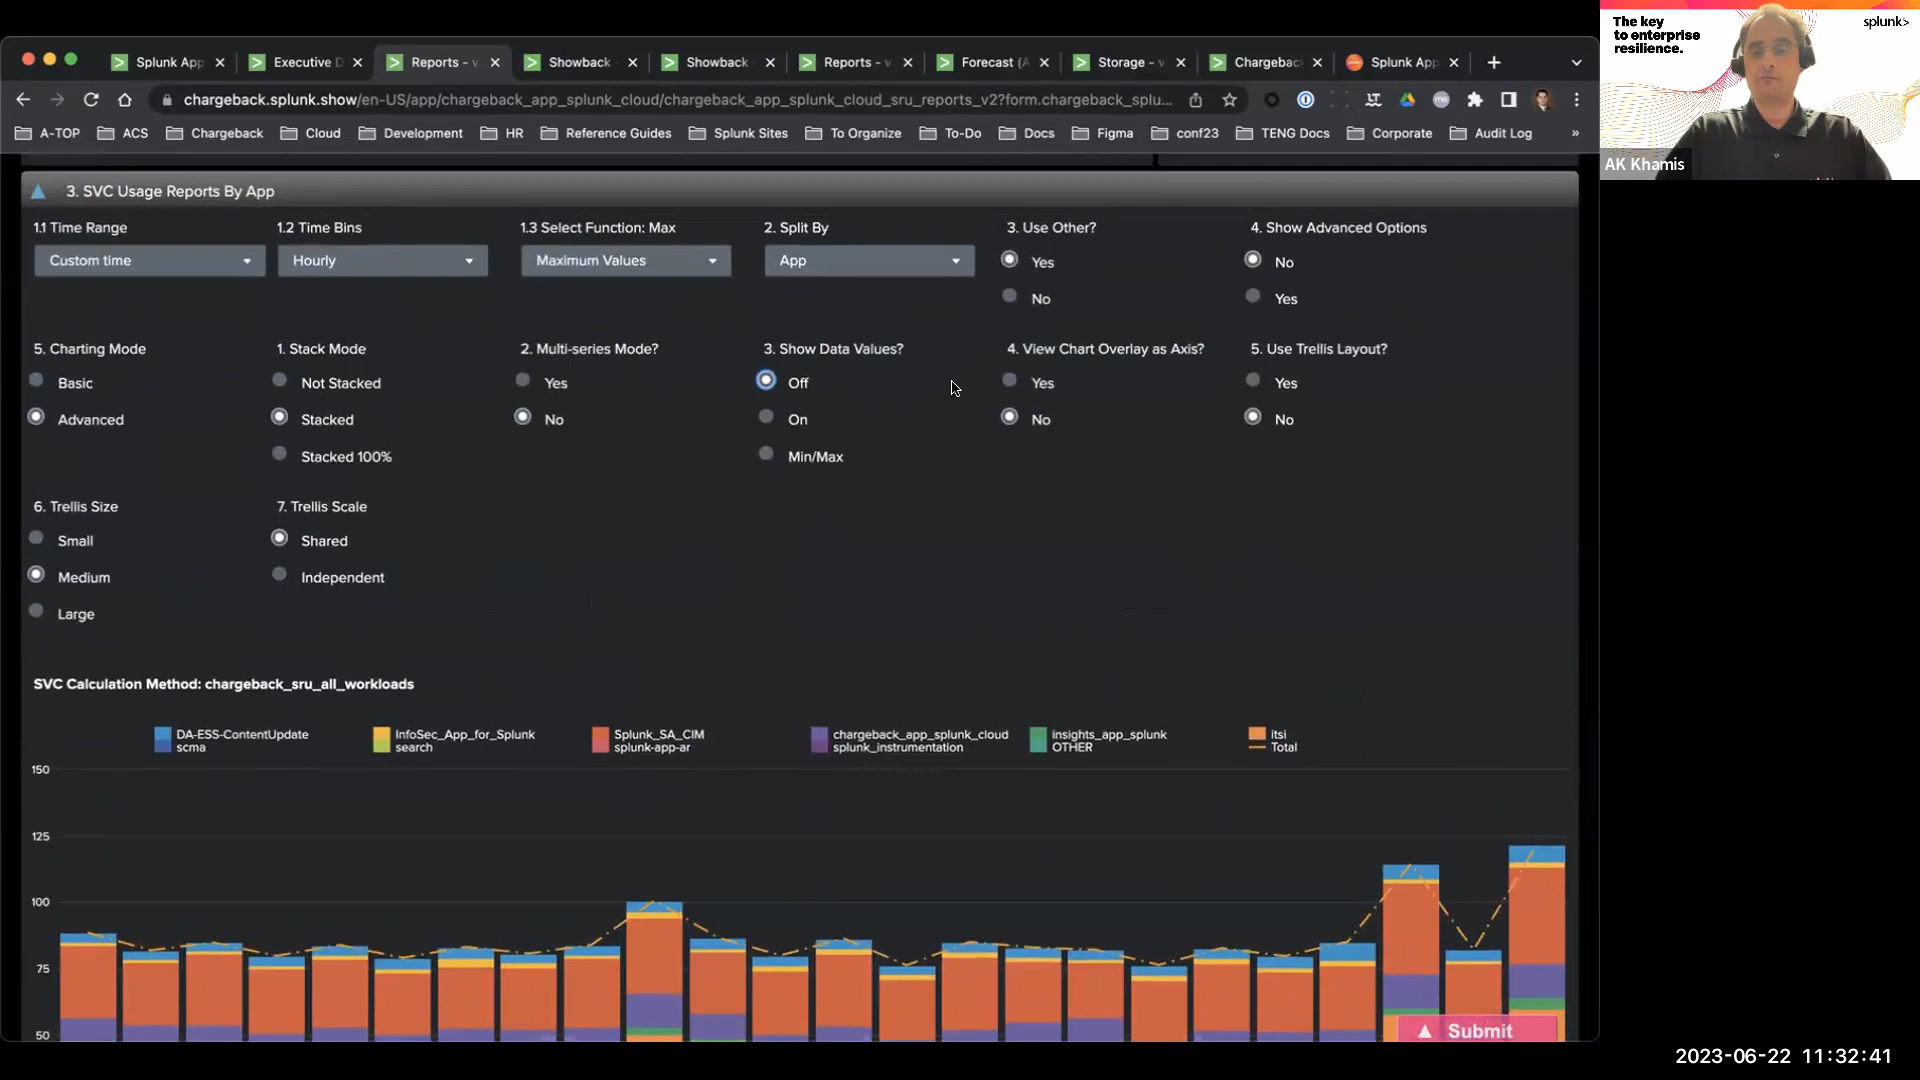 The key
to enterprise
resilience.
splunk>
AK Khamis
Splunk App
Executive D
Reports - v
Showback
Showback
Reports - v
Forecast (A
Storage - v
Chargebac
Splunk App
chargeback.splunk.show/en-US/app/chargeback_app_splunk_cloud/chargeback_app_splunk_cloud_sru_reports_v2?form.chargeback_splu...
A-TOP
ACS
Chargeback
Cloud
Development
HR
Reference Guides
Splunk Sites
To Organize
To-Do
Docs
Figma
conf23
TENG Docs
Corporate
Audit Log
»
3. SVC Usage Reports By App
1.1 Time Range
1.2 Time Bins
1.3 Select Function: Max
2. Split By
3. Use Other?
4. Show Advanced Options
Custom time
Hourly
Maximum Values
App
Yes
No
No
Yes
5. Charting Mode
1. Stack Mode
2. Multi-series Mode?
3. Show Data Values?
4. View Chart Overlay as Axis?
5. Use Trellis Layout?
Basic
Not Stacked
Yes
Off
Yes
Yes
Advanced
Stacked
No
On
No
No
Stacked 100%
Min/Max
6. Trellis Size
7. Trellis Scale
Small
Shared
Medium
Independent
Large
SVC Calculation Method: chargeback_sru_all_workloads
DA-ESS-ContentUpdate
InfoSec_App_for_Splunk
Splunk_SA_CIM
chargeback_app_splunk_cloud
insights_app_splunk
itsi
scma
search
splunk-app-ar
splunk_instrumentation
OTHER
Total
150
125
100
75
50
Submit
2023-06-22 11:32:41